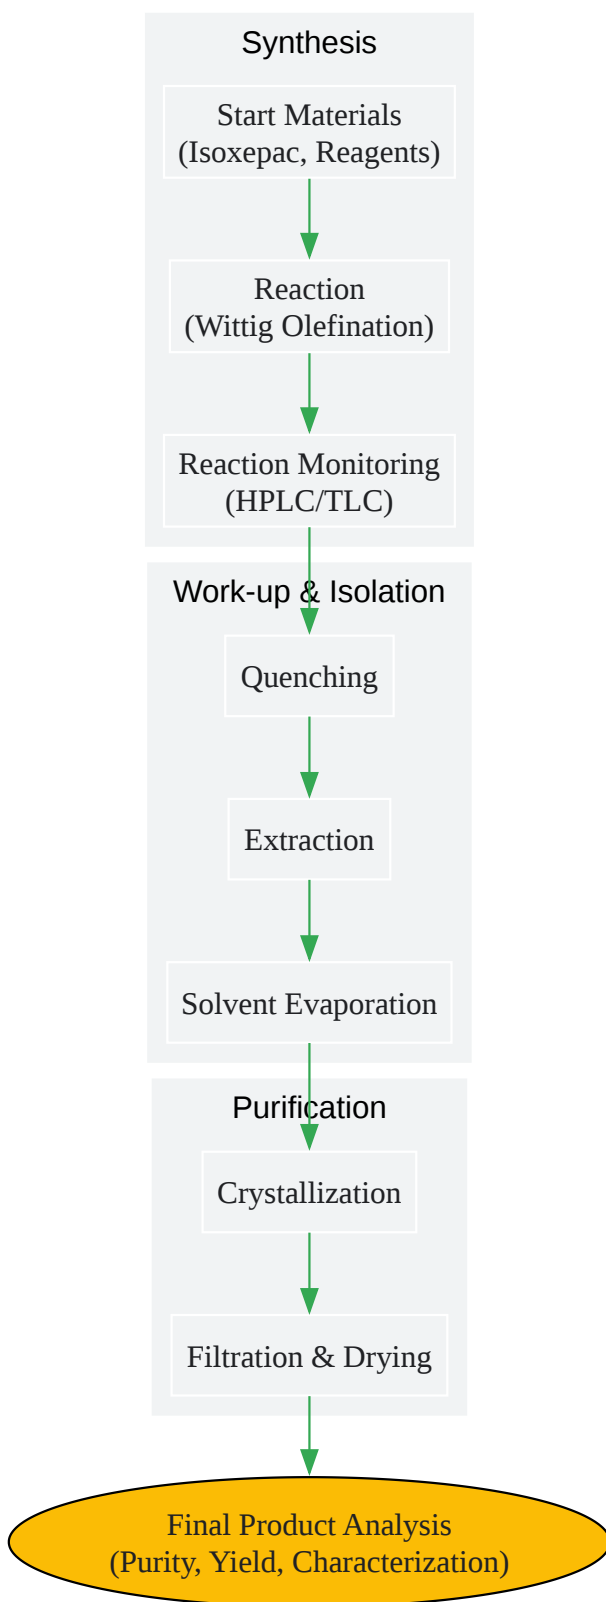 Synthesis
Start Materials
(Isoxepac, Reagents)
Reaction
(Wittig Olefination)
Reaction Monitoring
(HPLC/TLC)
Work-up & Isolation
Quenching
Extraction
Solvent Evaporation
Purification
Crystallization
Filtration & Drying
Final Product Analysis
(Purity, Yield, Characterization)